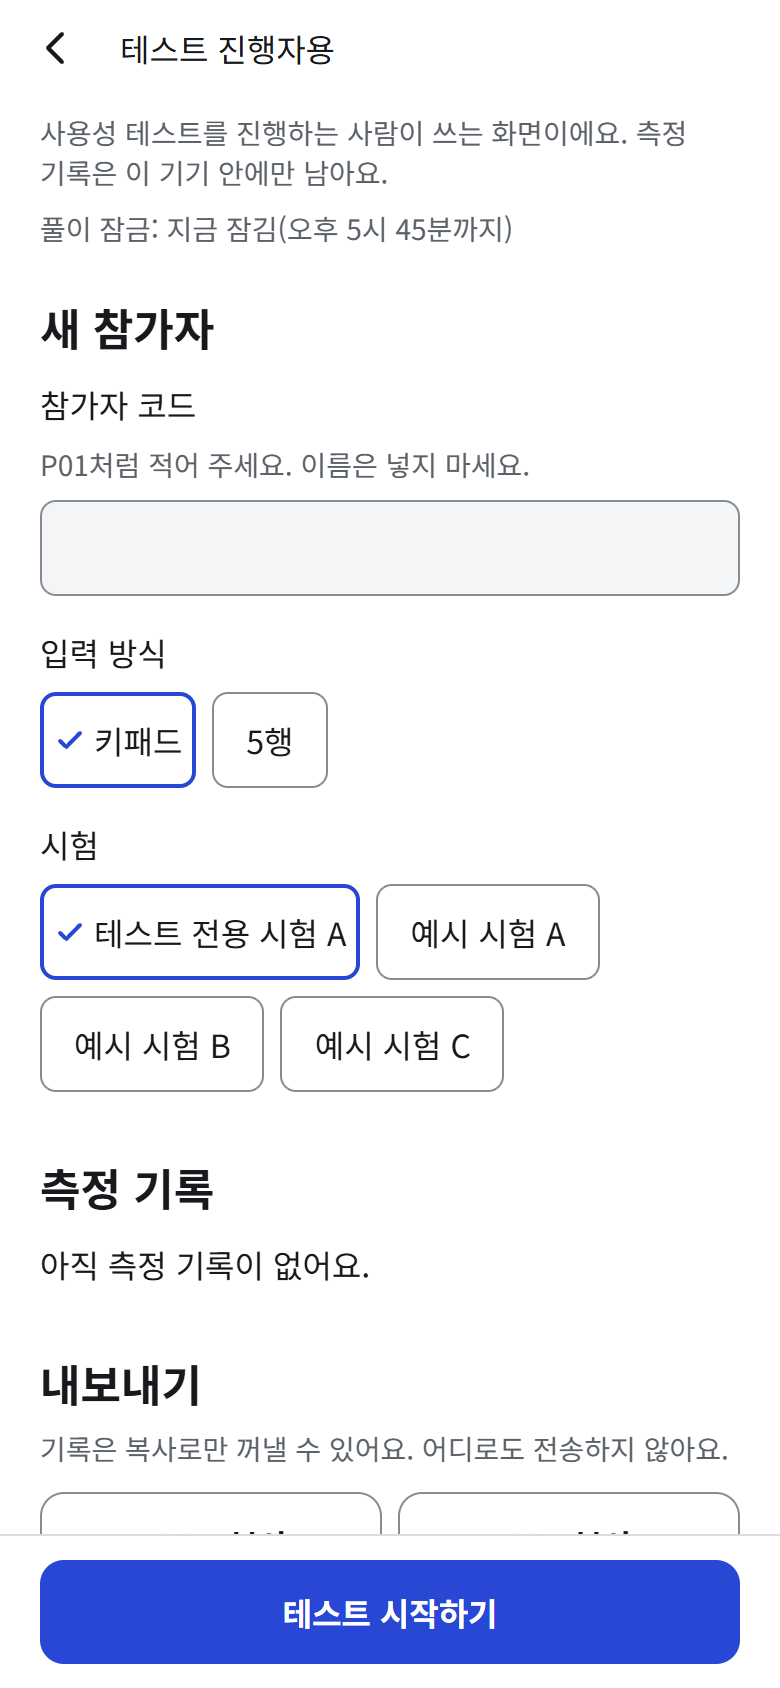 테스트 진행자용
사용성 테스트를 진행하는 사람이 쓰는 화면이에요. 측정
기록은 이 기기 안에만 남아요.
풀이 잠금: 지금 잠김(오후 5시 45분까지)
새 참가자
참가자 코드
P01처럼 적어 주세요. 이름은 넣지 마세요.
입력 방식
키패드
5행
시험
테스트 전용 시험 A
예시 시험 A
예시 시험 B
예시 시험 C
측정 기록
아직 측정 기록이 없어요.
내보내기
기록은 복사로만 꺼낼 수 있어요. 어디로도 전송하지 않아요.
테스트 시작하기